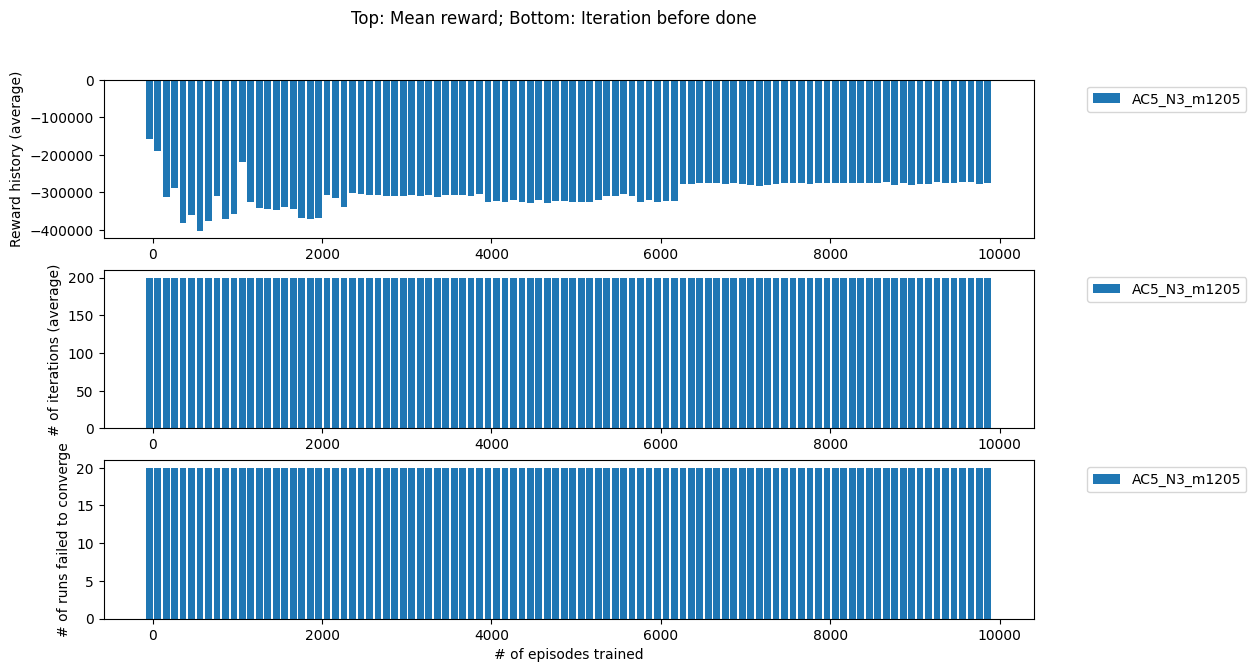 Top: Mean reward; Bottom: Iteration before done
Reward history (average)
0
−100000
−200000
−300000
−400000
0 2000 4000 6000 8000 10000
AC5_N3_m1205
# of iterations (average)
200
150
100
50
0
0 2000 4000 6000 8000 10000
AC5_N3_m1205
# of runs failed to converge
20
15
10
5
0
0 2000 4000 6000 8000 10000
# of episodes trained
AC5_N3_m1205